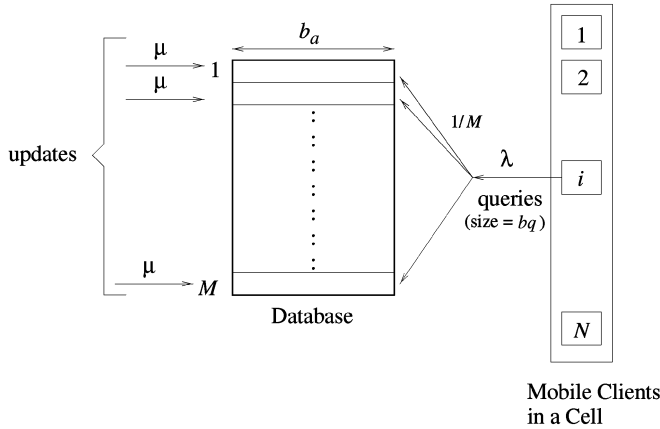 b_a
μ
1
μ
1
2
1/M
updates
λ
i
queries
(size = bq)
μ
M
N
Database
Mobile Clients
in a Cell